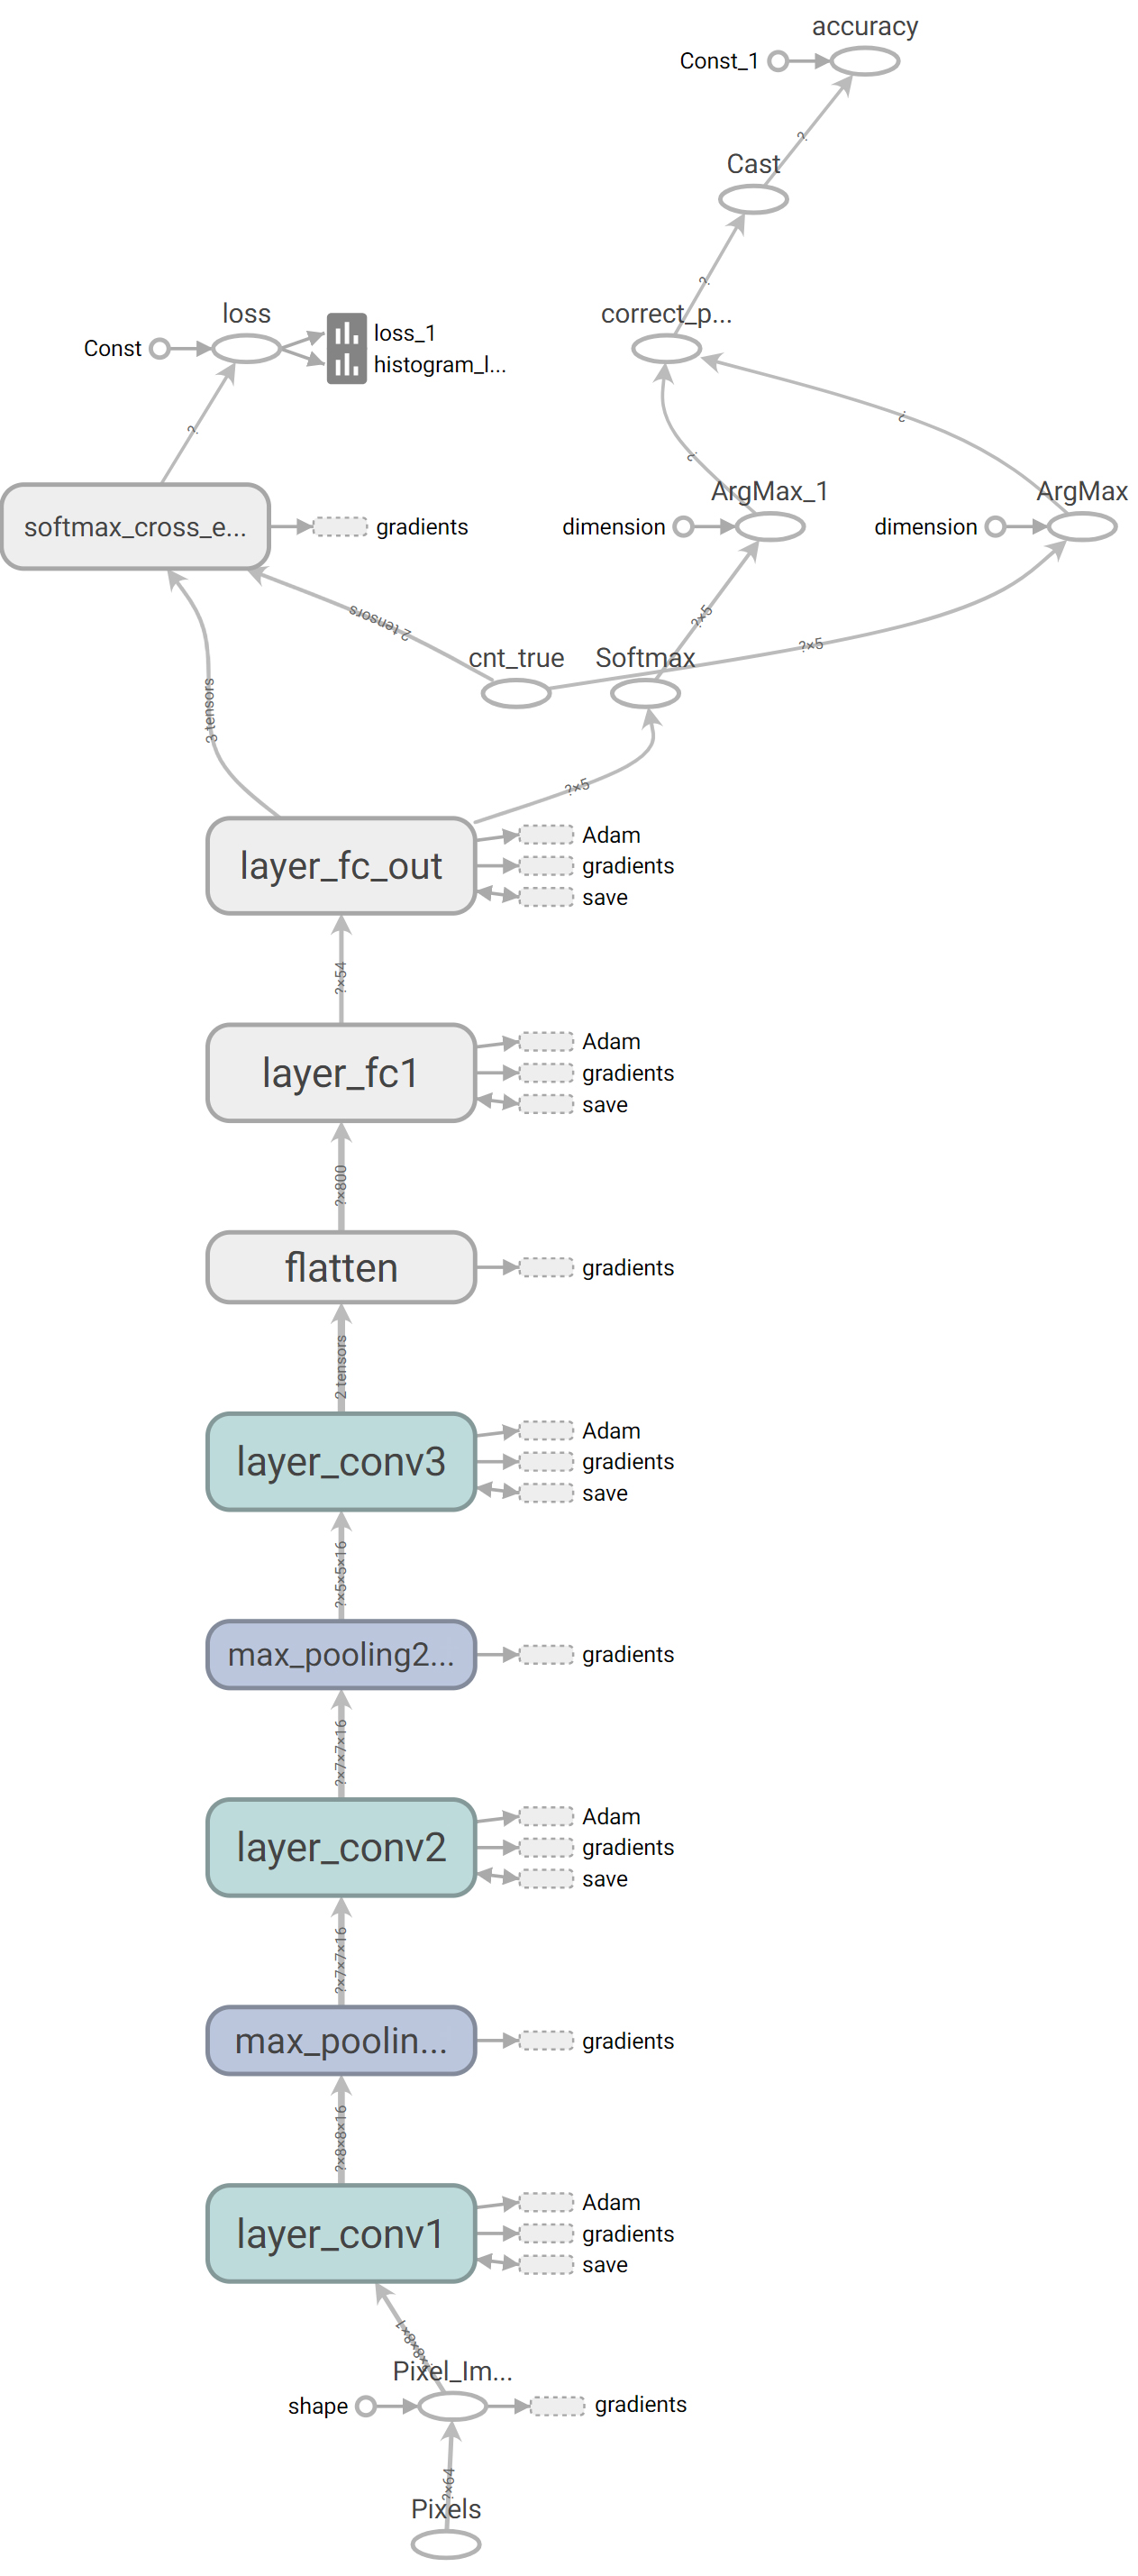 accuracy
Const_1
?
Cast
?
loss
correct_p...
Const
loss_1
histogram_l...
?
?
?
ArgMax_1
ArgMax
softmax_cross_e...
gradients
dimension
dimension
2 tensors
?×5
?×5
cnt_true
Softmax
3 tensors
?×5
layer_fc_out
Adam
gradients
save
?×54
layer_fc1
Adam
gradients
save
?×800
flatten
gradients
2 tensors
layer_conv3
Adam
gradients
save
?×5×5×16
max_pooling2...
gradients
?×7×7×16
layer_conv2
Adam
gradients
save
?×7×7×16
max_poolin...
gradients
?×8×8×16
layer_conv1
Adam
gradients
save
?×8×8×1
Pixel_Im...
shape
gradients
?×64
Pixels